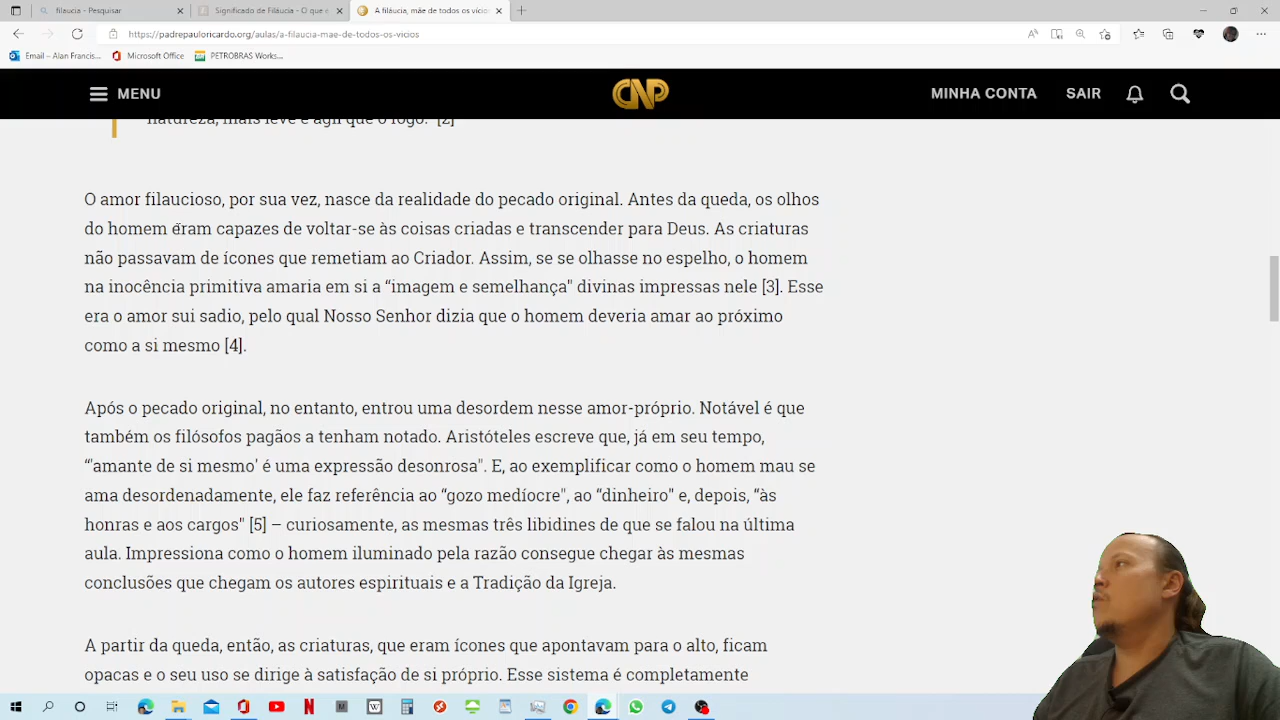 filaucia - Pesquisar
Significado de Filáucia - O que é
A filáucia, mãe de todos os vícios
https://padrepauloricardo.org/aulas/a-filaucia-mae-de-todos-os-vicios
Email – Alan Francis...
Microsoft Office
PETROBRAS Works...
MENU
CNP
MINHA CONTA
SAIR
natureza, mais leve e ágil que o fogo." [2]
O amor filaucioso, por sua vez, nasce da realidade do pecado original. Antes da queda, os olhos
do homem eram capazes de voltar-se às coisas criadas e transcender para Deus. As criaturas
não passavam de ícones que remetiam ao Criador. Assim, se se olhasse no espelho, o homem
na inocência primitiva amaria em si a “imagem e semelhança" divinas impressas nele [3]. Esse
era o amor sui sadio, pelo qual Nosso Senhor dizia que o homem deveria amar ao próximo
como a si mesmo [4].
Após o pecado original, no entanto, entrou uma desordem nesse amor-próprio. Notável é que
também os filósofos pagãos a tenham notado. Aristóteles escreve que, já em seu tempo,
“'amante de si mesmo' é uma expressão desonrosa". E, ao exemplificar como o homem mau se
ama desordenadamente, ele faz referência ao “gozo medíocre", ao “dinheiro” e, depois, “às
honras e aos cargos" [5] – curiosamente, as mesmas três libidines de que se falou na última
aula. Impressiona como o homem iluminado pela razão consegue chegar às mesmas
conclusões que chegam os autores espirituais e a Tradição da Igreja.
A partir da queda, então, as criaturas, que eram ícones que apontavam para o alto, ficam
opacas e o seu uso se dirige à satisfação de si próprio. Esse sistema é completamente